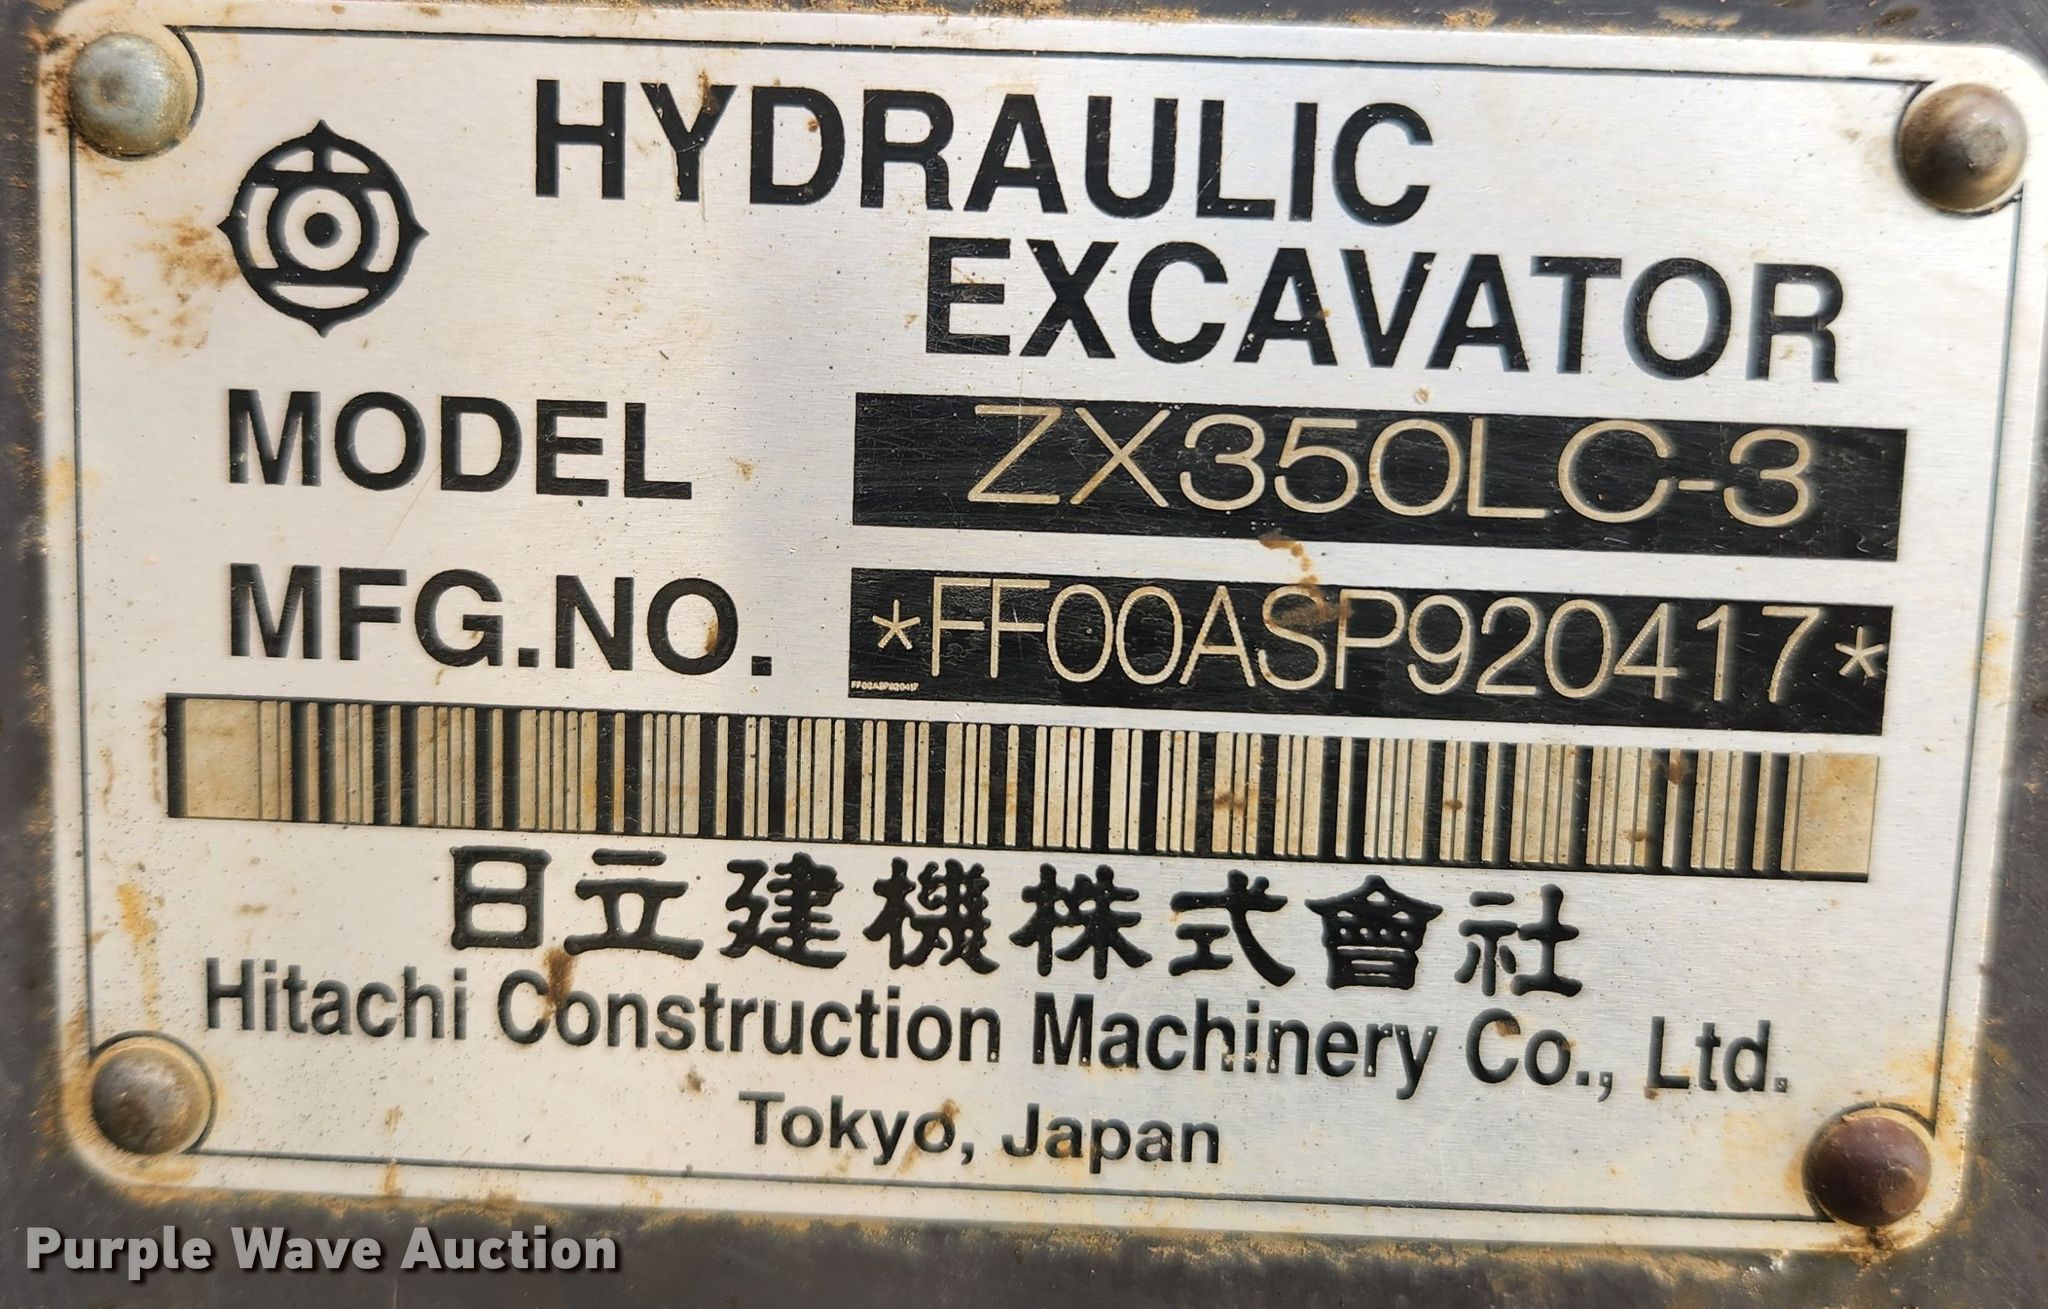 HYDRAULIC
EXCAVATOR
MODEL ZX350LC-3
MFG.NO. *FF00ASP920417*
FF00ASP920417
日立建機株式會社
Hitachi Construction Machinery Co., Ltd.
Tokyo, Japan
Purple Wave Auction